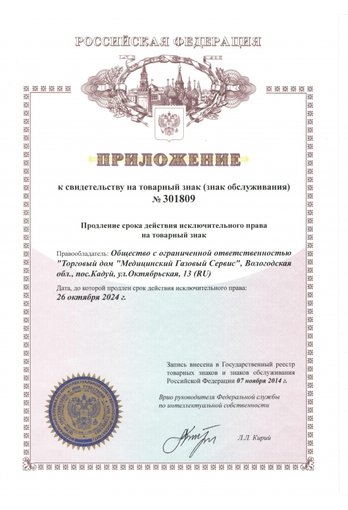 РОССИЙСКАЯ ФЕДЕРАЦИЯ
ПРИЛОЖЕНИЕ
к свидетельству на товарный знак (знак обслуживания)
№ 301809
Продление срока действия исключительного права
на товарный знак
Правообладатель: Общество с ограниченной ответственностью
"Торговый дом "Медицинский Газовый Сервис", Вологодская
обл., пос.Кадуй, ул.Октябрьская, 13 (RU)
Дата, до которой продлен срок действия исключительного права:
26 октября 2024 г.
Запись внесена в Государственный реестр
товарных знаков и знаков обслуживания
Российской Федерации 07 ноября 2014 г.
Врио руководителя Федеральной службы
по интеллектуальной собственности
Л.Л. Кирий